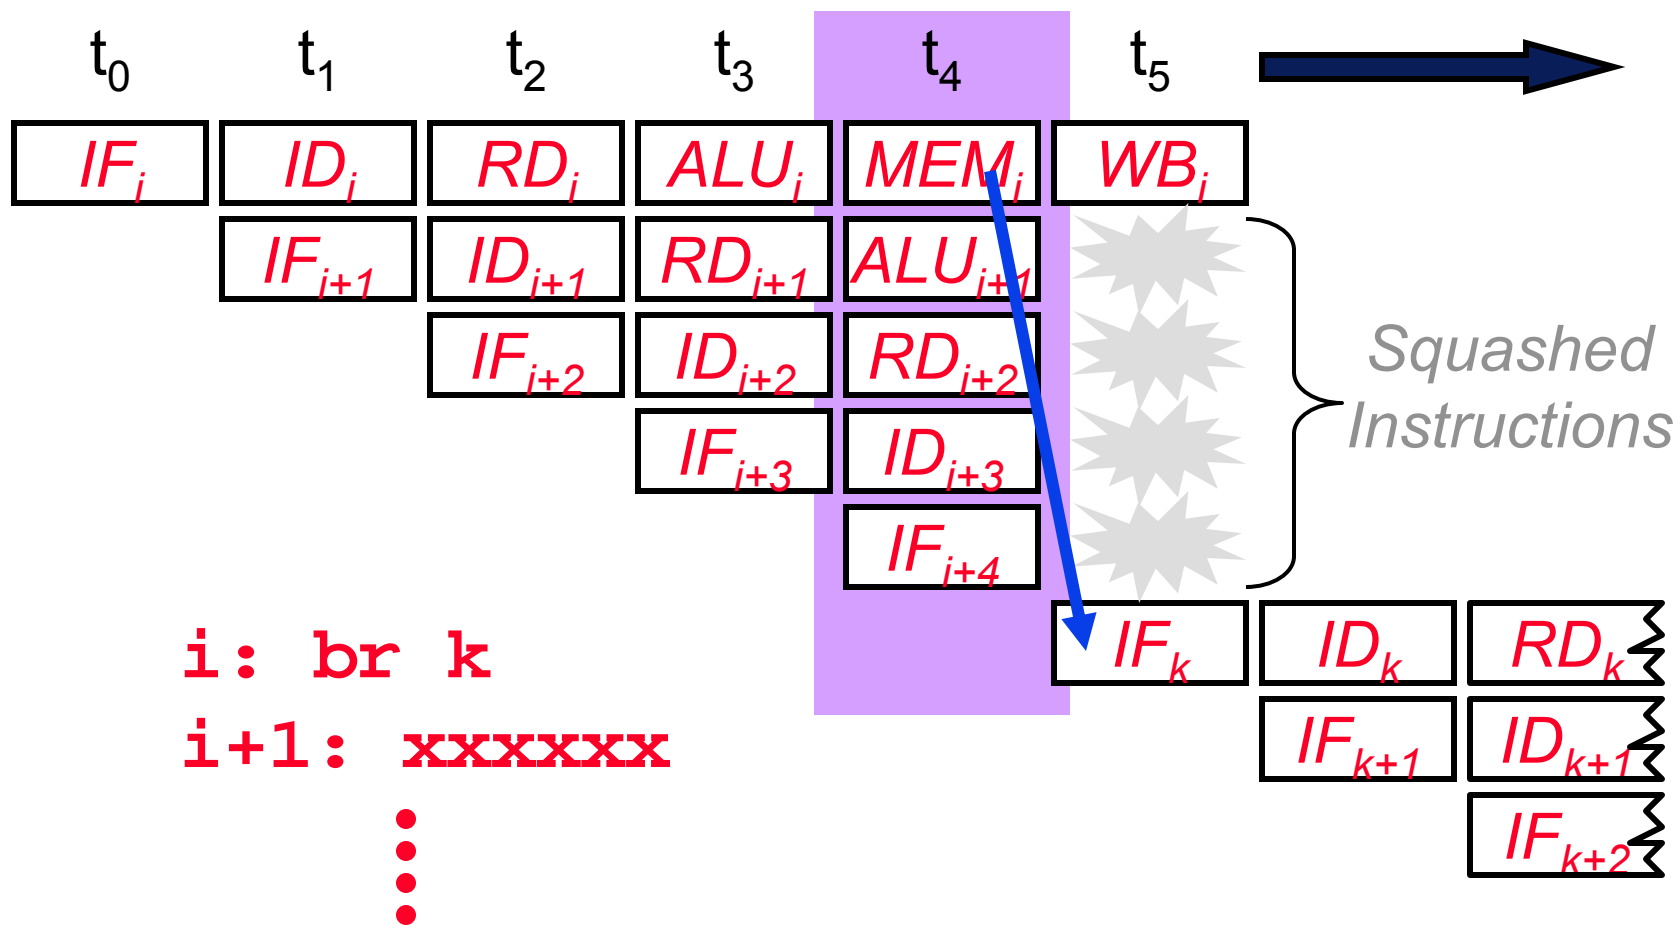 t0 t1 t2 t3 t4 t5
IFi IDi RDi ALUi MEMi WBi
IFi+1 IDi+1 RDi+1 ALUi+1
IFi+2 IDi+2 RDi+2
IFi+3 IDi+3
IFi+4
Squashed
Instructions
IFk IDk RDk
IFk+1 IDk+1
IFk+2
i: br k
i+1: xxxxxx